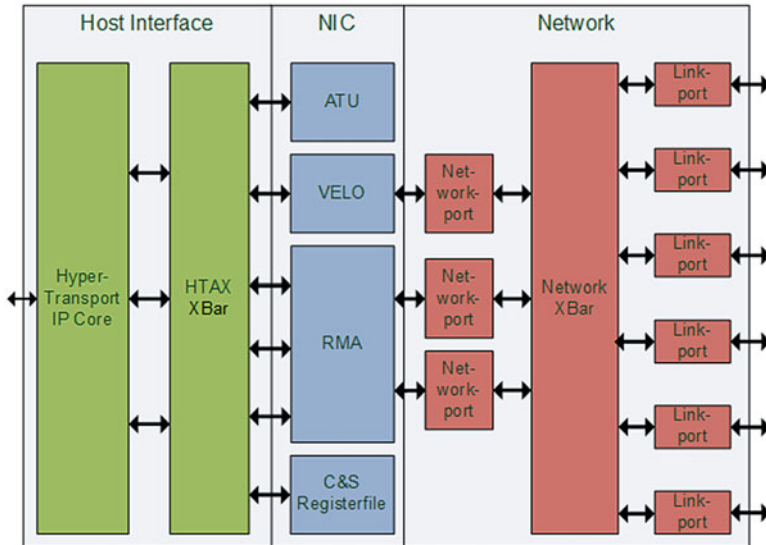 Host Interface
NIC
Network
Hyper-
Transport
IP Core
HTAX
XBar
ATU
VELO
RMA
C&S
Registerfile
Net-
work-
port
Net-
work-
port
Net-
work-
port
Network
XBar
Link-
port
Link-
port
Link-
port
Link-
port
Link-
port
Link-
port